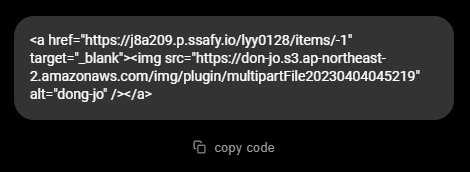 <a href="https://j8a209.p.ssafy.io/lyy0128/items/-1"
target="_blank"><img src="https://don-jo.s3.ap-northeast-
2.amazonaws.com/img/plugin/multipartFile20230404045219"
alt="dong-jo" /></a>
copy code